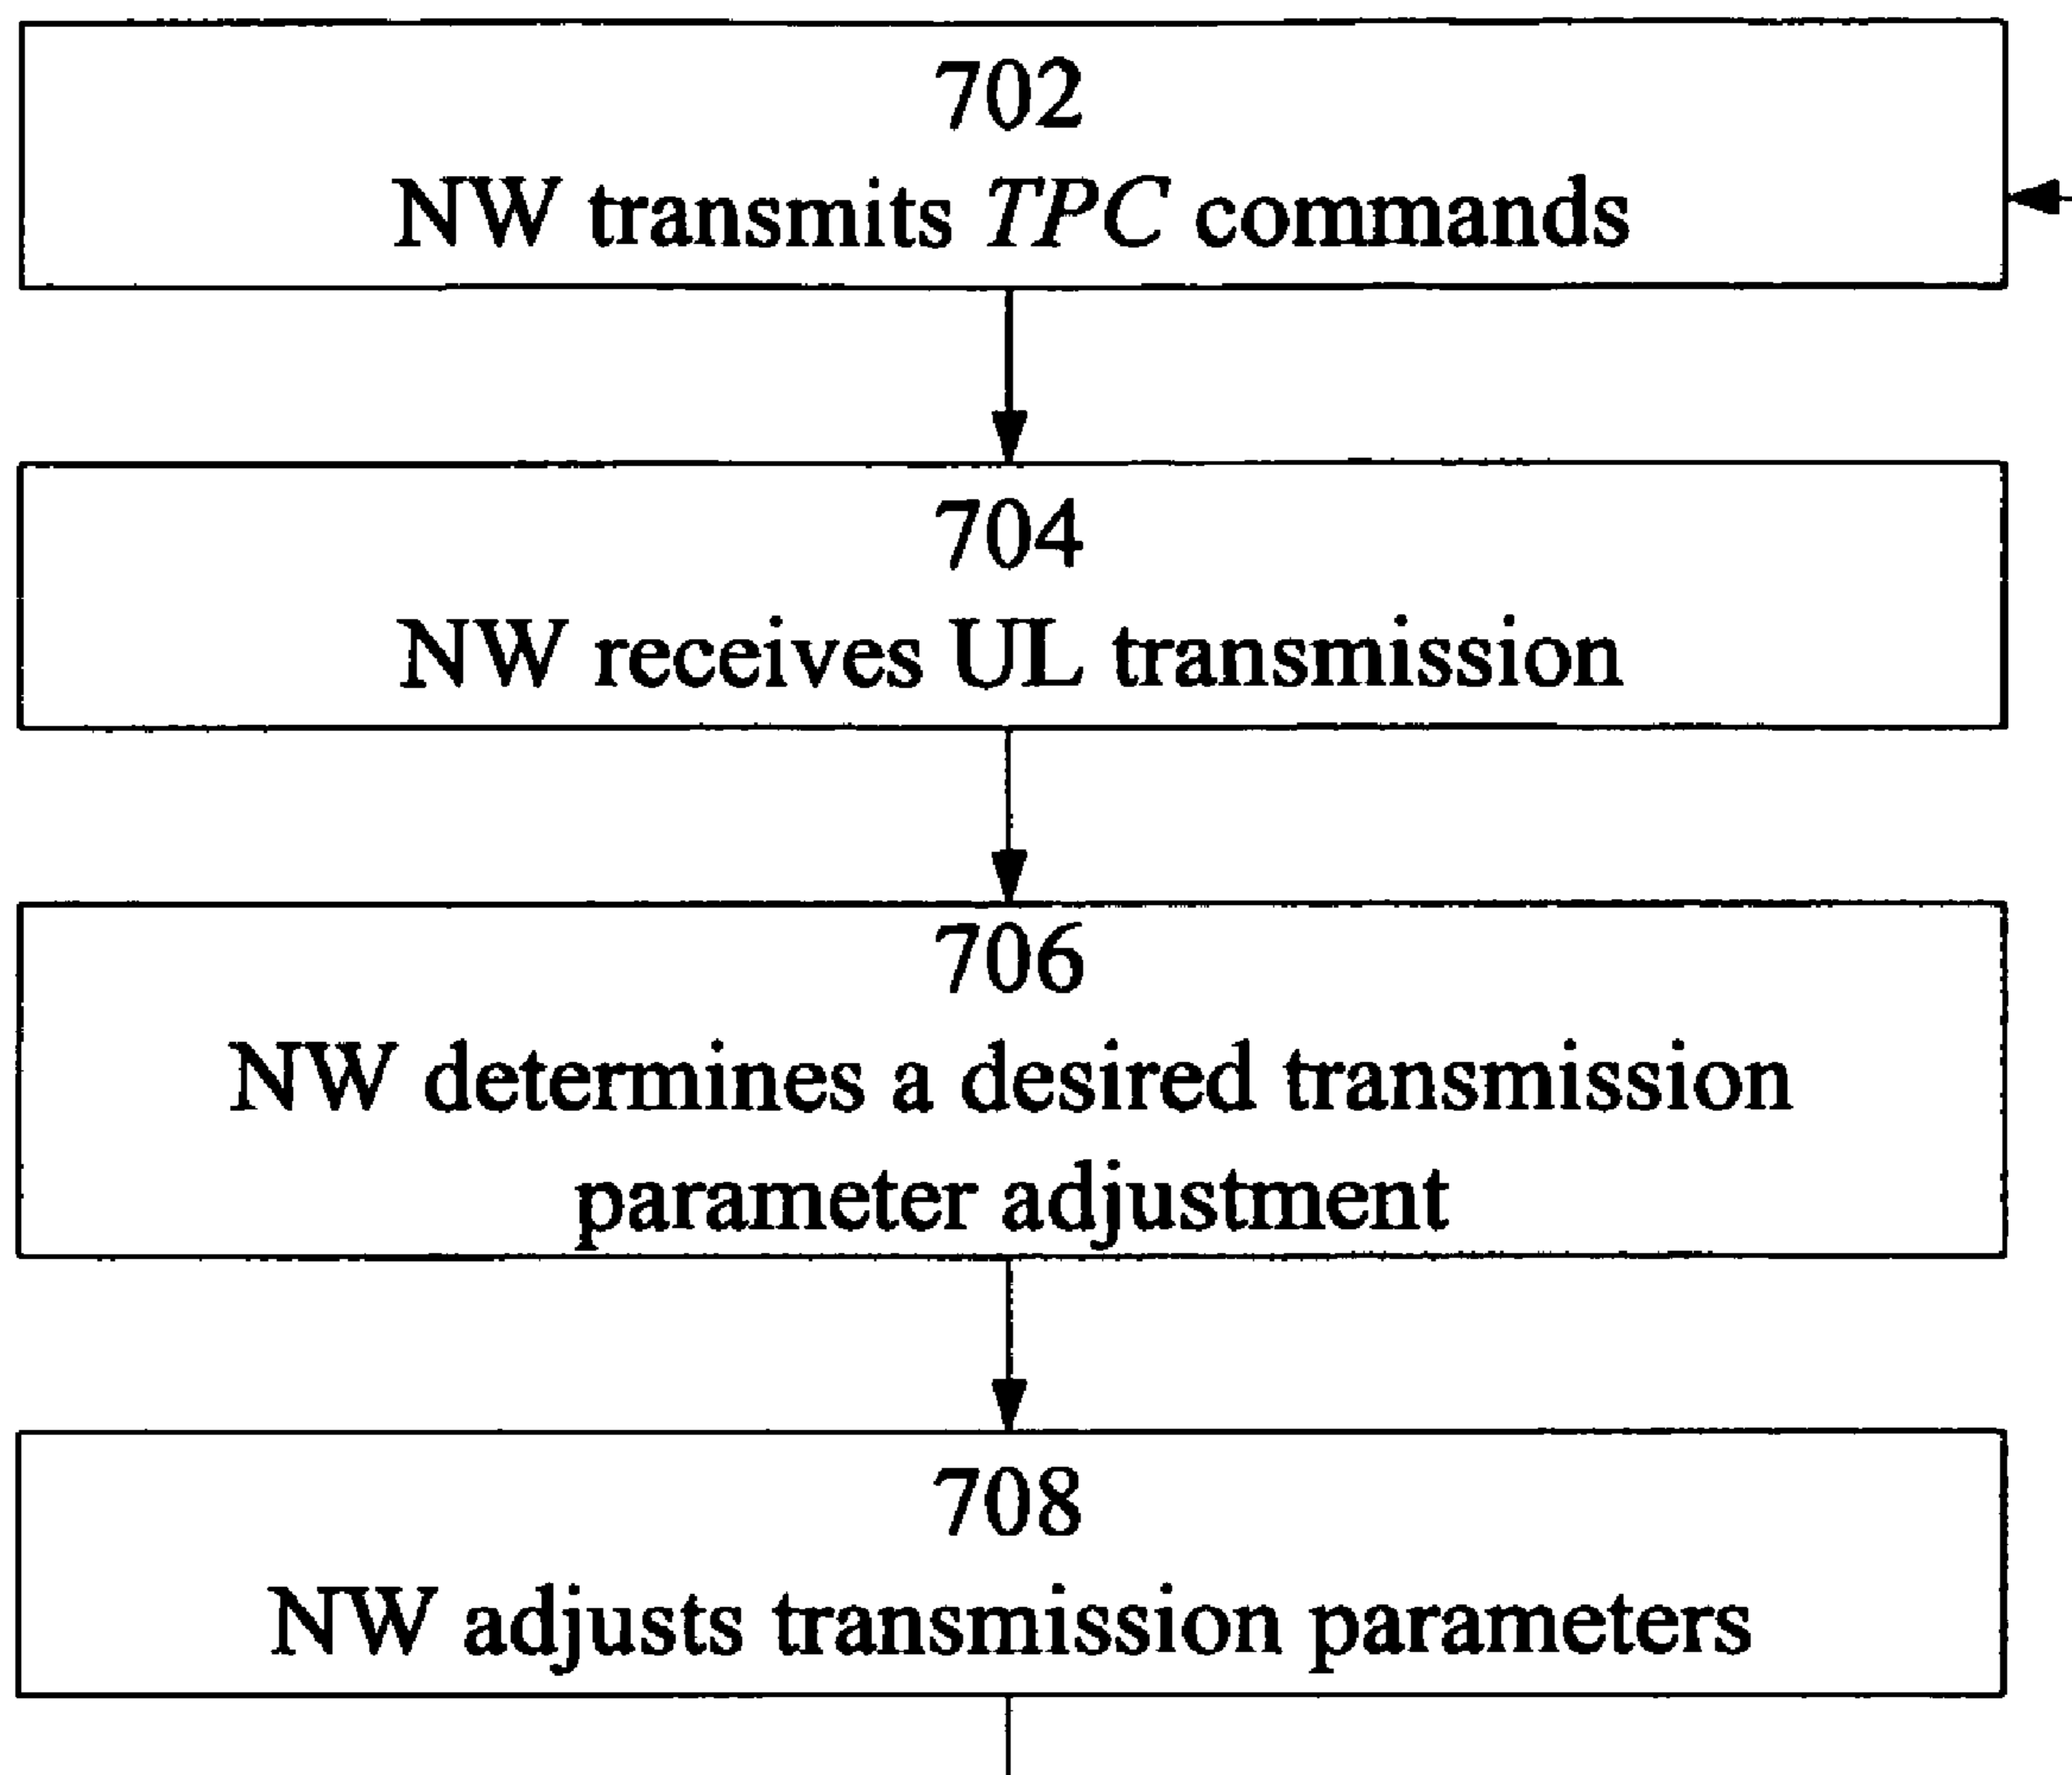 702
NW transmits TPC commands
704
NW receives UL transmission
706
NW determines a desired transmission
parameter adjustment
708
NW adjusts transmission parameters